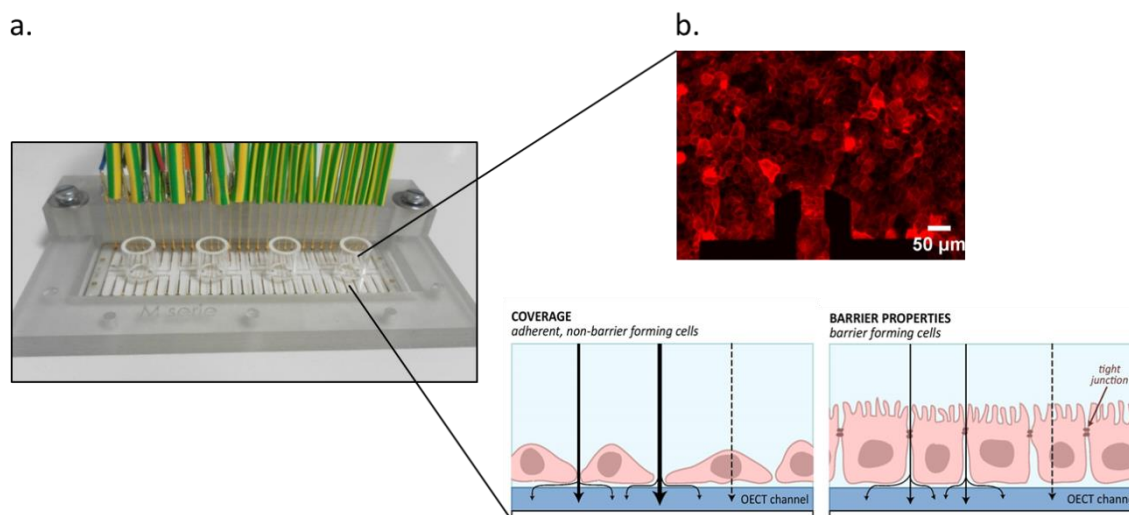 a.
b.
50 µm
M serie
COVERAGE
adherent, non-barrier forming cells
OECT channel
BARRIER PROPERTIES
barrier forming cells
tight
junction
OECT channel